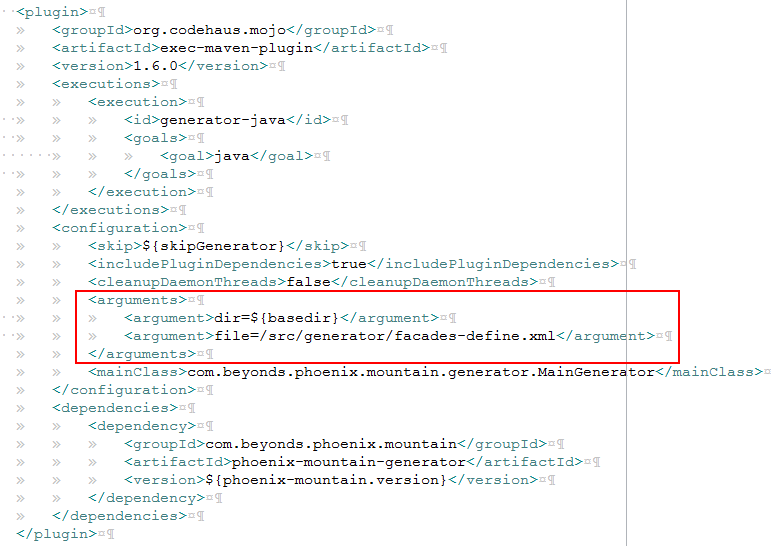 <plugin>
<groupId>org.codehaus.mojo</groupId>
<artifactId>exec-maven-plugin</artifactId>
<version>1.6.0</version>
<executions>
<execution>
<id>generator-java</id>
<goals>
<goal>java</goal>
</goals>
</execution>
</executions>
<configuration>
<skip>${skipGenerator}</skip>
<includePluginDependencies>true</includePluginDependencies>
<cleanupDaemonThreads>false</cleanupDaemonThreads>
<arguments>
<argument>dir=${basedir}</argument>
<argument>file=/src/generator/facades-define.xml</argument>
</arguments>
<mainClass>com.beyonds.phoenix.mountain.generator.MainGenerator</mainClass>
</configuration>
<dependencies>
<dependency>
<groupId>com.beyonds.phoenix.mountain</groupId>
<artifactId>phoenix-mountain-generator</artifactId>
<version>${phoenix-mountain.version}</version>
</dependency>
</dependencies>
</plugin>